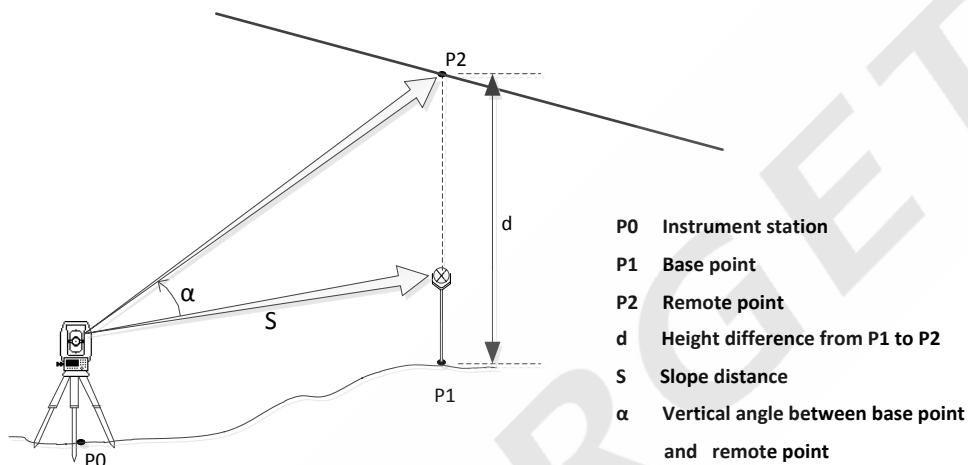 P2
d
α
S
P1
P0
P0 Instrument station
P1 Base point
P2 Remote point
d Height difference from P1 to P2
S Slope distance
α Vertical angle between base point
and remote point
RGET